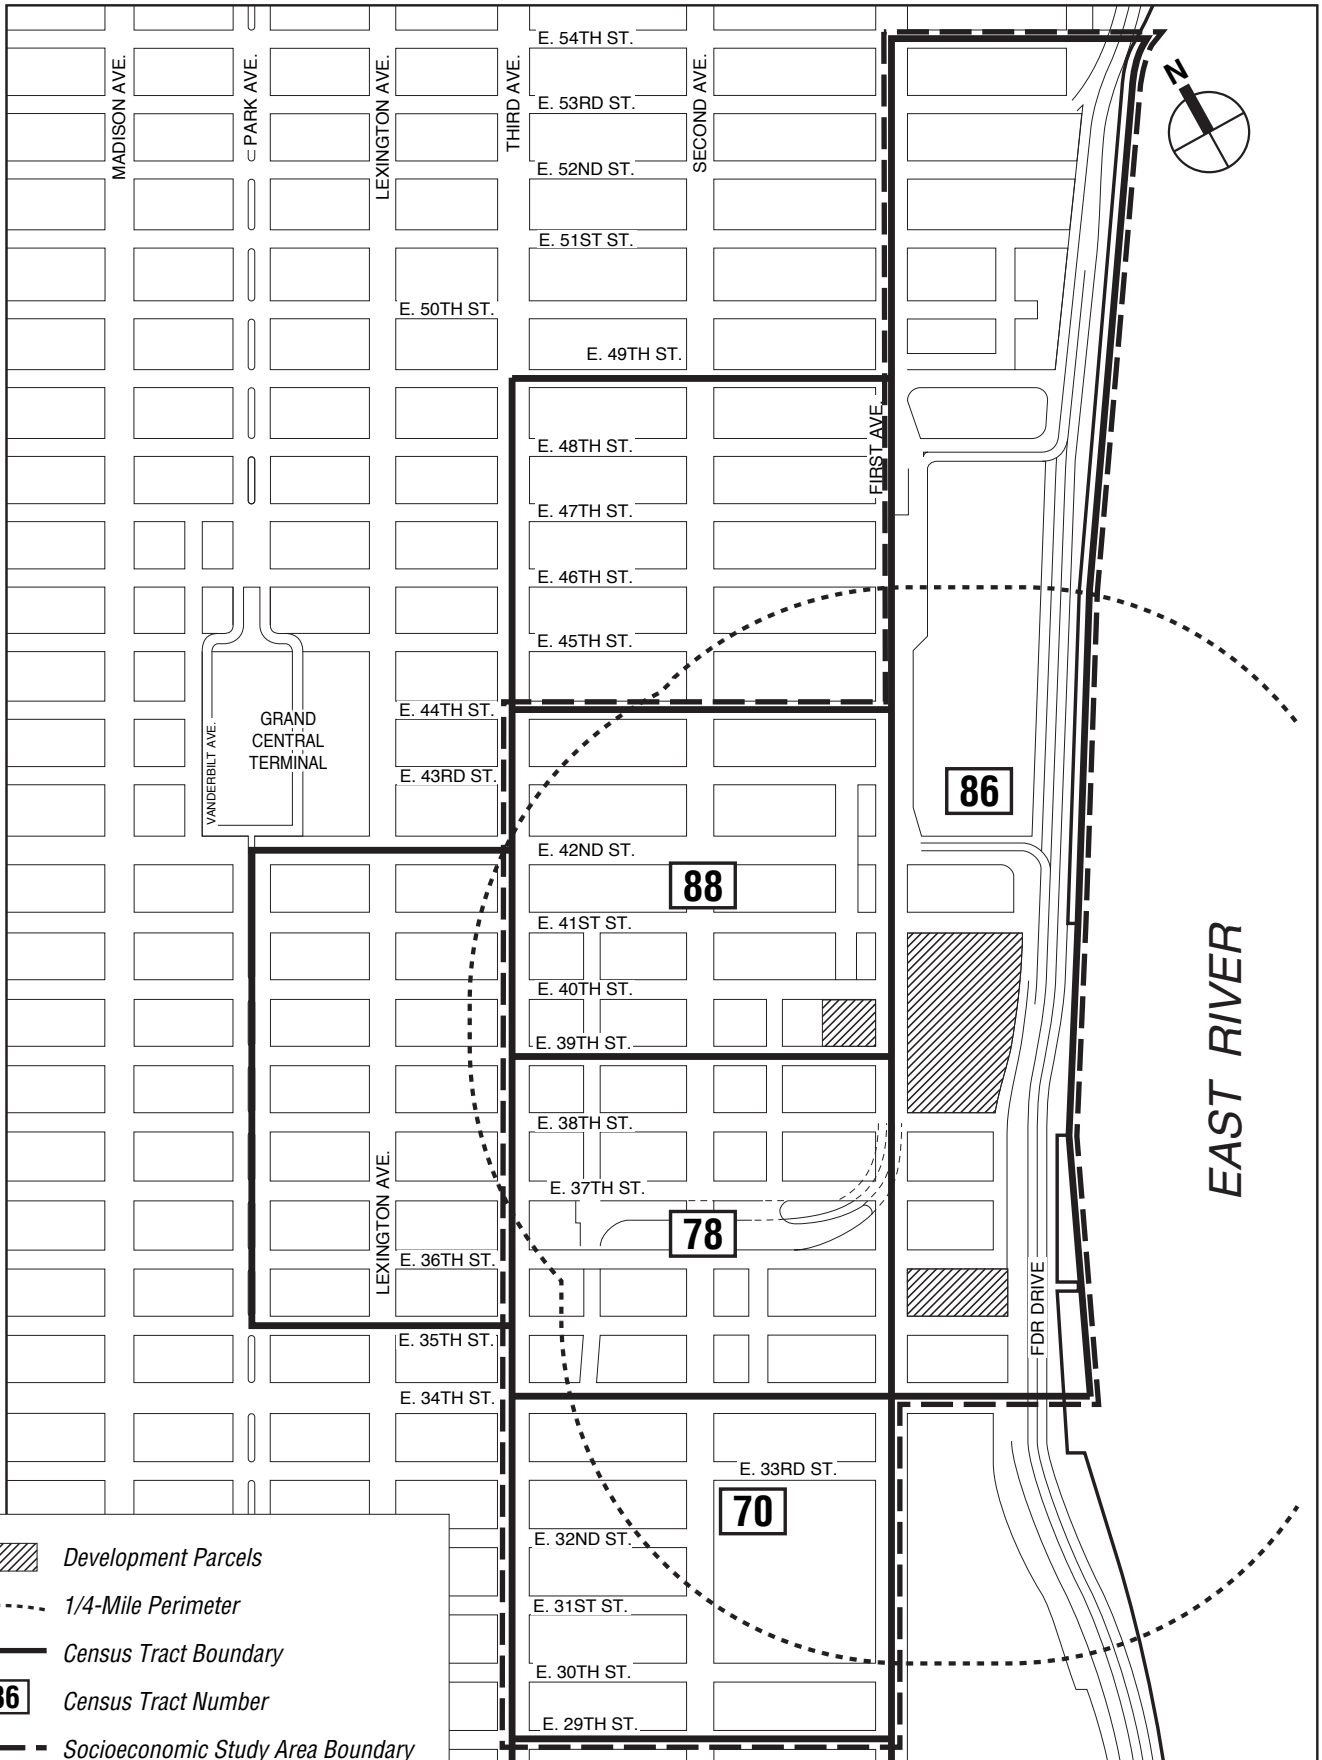 E. 54TH ST.
MADISON AVE.
PARK AVE.
LEXINGTON AVE.
THIRD AVE.
SECOND AVE.
N
E. 53RD ST.
E. 52ND ST.
E. 51ST ST.
E. 50TH ST.
E. 49TH ST.
FIRST AVE.
E. 48TH ST.
E. 47TH ST.
E. 46TH ST.
E. 45TH ST.
E. 44TH ST.
VANDERBILT AVE.
GRAND
CENTRAL
TERMINAL
E. 43RD ST.
86
E. 42ND ST.
88
E. 41ST ST.
EAST RIVER
E. 40TH ST.
E. 39TH ST.
E. 38TH ST.
LEXINGTON AVE.
E. 37TH ST.
78
E. 36TH ST.
FDR DRIVE
E. 35TH ST.
E. 34TH ST.
E. 33RD ST.
70
E. 32ND ST.
E. 31ST ST.
E. 30TH ST.
E. 29TH ST.
Development Parcels
1/4-Mile Perimeter
Census Tract Boundary
86 Census Tract Number
Socioeconomic Study Area Boundary